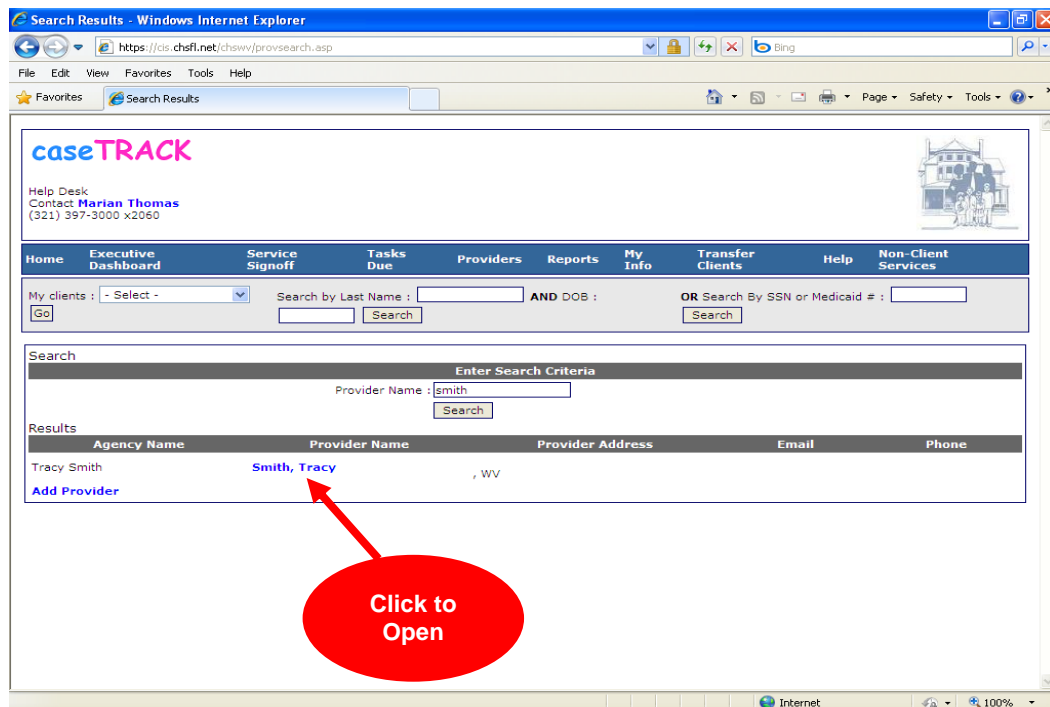 Search Results - Windows Internet Explorer
https://cis.chsfl.net/chswv/provsearch.asp
Bing
File Edit View Favorites Tools Help
Favorites Search Results Page Safety Tools
caseTRACK
Help Desk
Contact Marian Thomas
(321) 397-3000 x2060
Home Executive Dashboard Service Signoff Tasks Due Providers Reports My Info Transfer Clients Help Non-Client Services
My clients : - Select - Search by Last Name : AND DOB : OR Search By SSN or Medicaid # :
Go Search Search
Search
Enter Search Criteria
Provider Name : smith
Search
Results
Agency Name Provider Name Provider Address Email Phone
Tracy Smith Smith, Tracy , WV
Add Provider
Click to
Open
Internet 100%